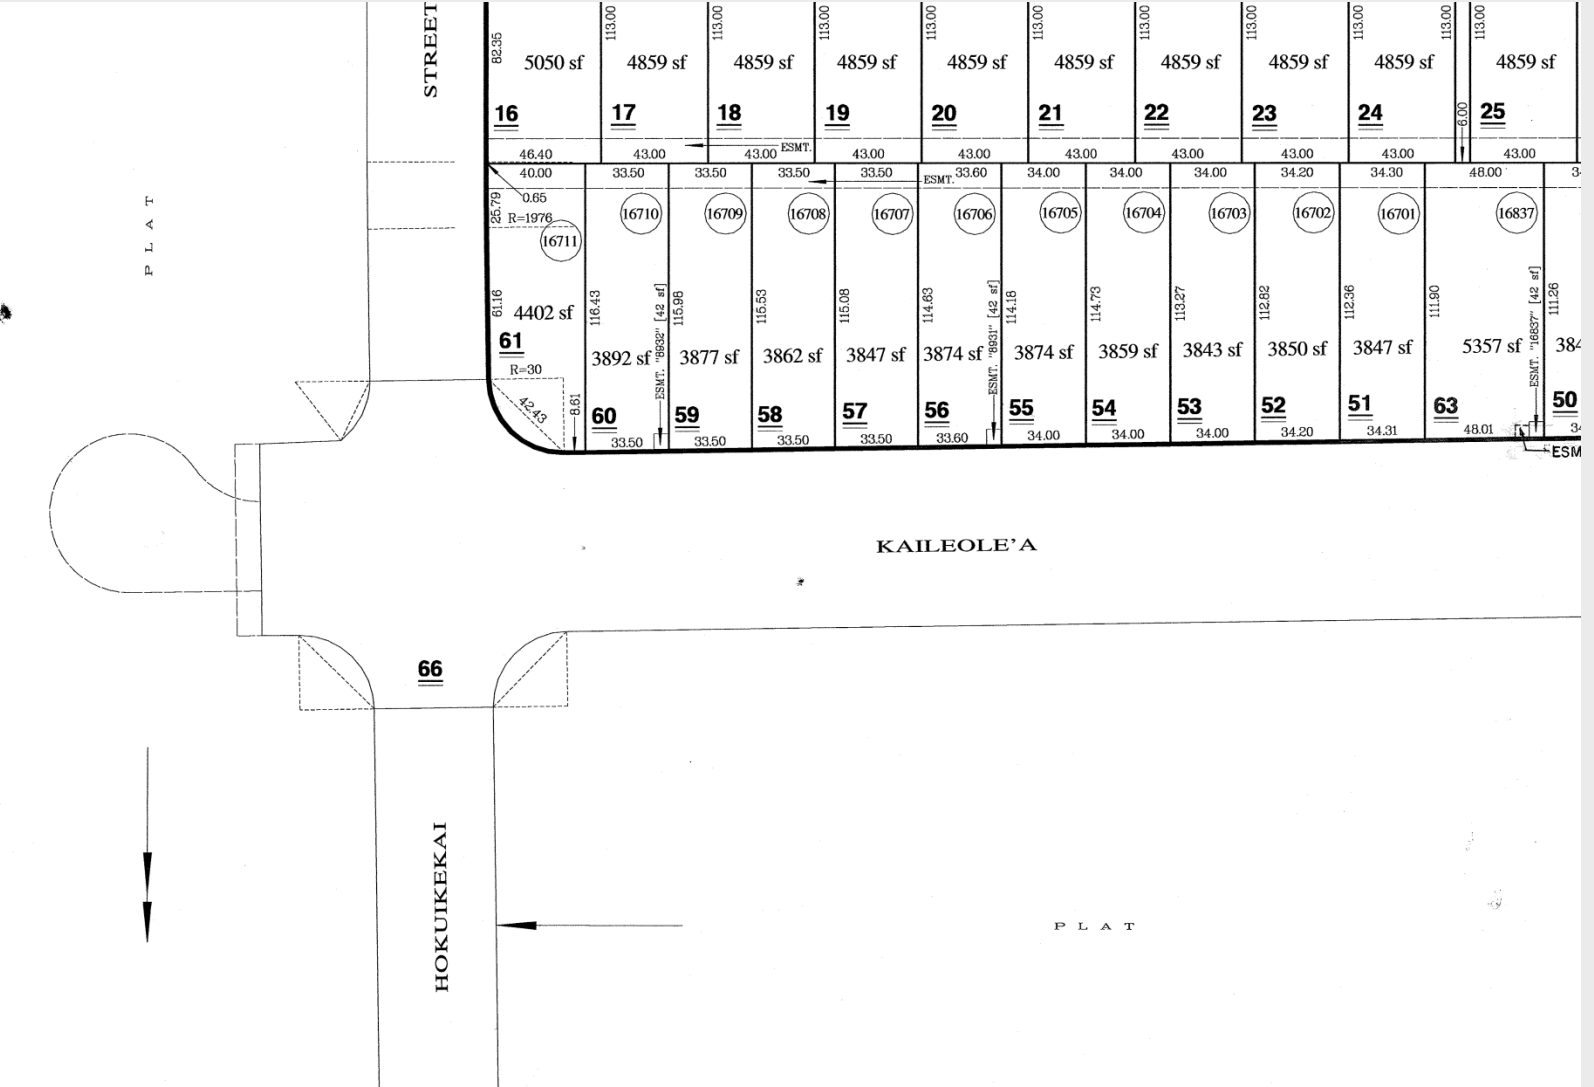 STREET
82.35
113.00
113.00
113.00
113.00
113.00
113.00
113.00
113.00
113.00
113.00
5050 sf
4859 sf
4859 sf
4859 sf
4859 sf
4859 sf
4859 sf
4859 sf
4859 sf
4859 sf
16
17
18
19
20
21
22
23
24
6.00
25
46.40
43.00
43.00
ESMT.
43.00
43.00
43.00
43.00
43.00
43.00
43.00
40.00
33.50
33.50
33.50
33.50
ESMT.
33.60
34.00
34.00
34.00
34.20
34.30
48.00
PLAT
25.79
0.65
R=1976
16711
16710
16709
16708
16707
16706
16705
16704
16703
16702
16701
16837
61.16
116.43
115.98
115.53
115.08
114.63
114.18
114.73
113.27
112.82
112.36
111.90
111.26
ESMT. "8932" [42 sf]
ESMT. "8931" [42 sf]
ESMT. "16837" [42 sf]
4402 sf
3892 sf
3877 sf
3862 sf
3847 sf
3874 sf
3874 sf
3859 sf
3843 sf
3850 sf
3847 sf
5357 sf
384
61
R=30
42.43
8.61
60
59
58
57
56
55
54
53
52
51
63
50
33.50
33.50
33.50
33.50
33.60
34.00
34.00
34.00
34.20
34.31
48.01
ESM
KAILEOLE'A
66
HOKUIKEKAI
PLAT